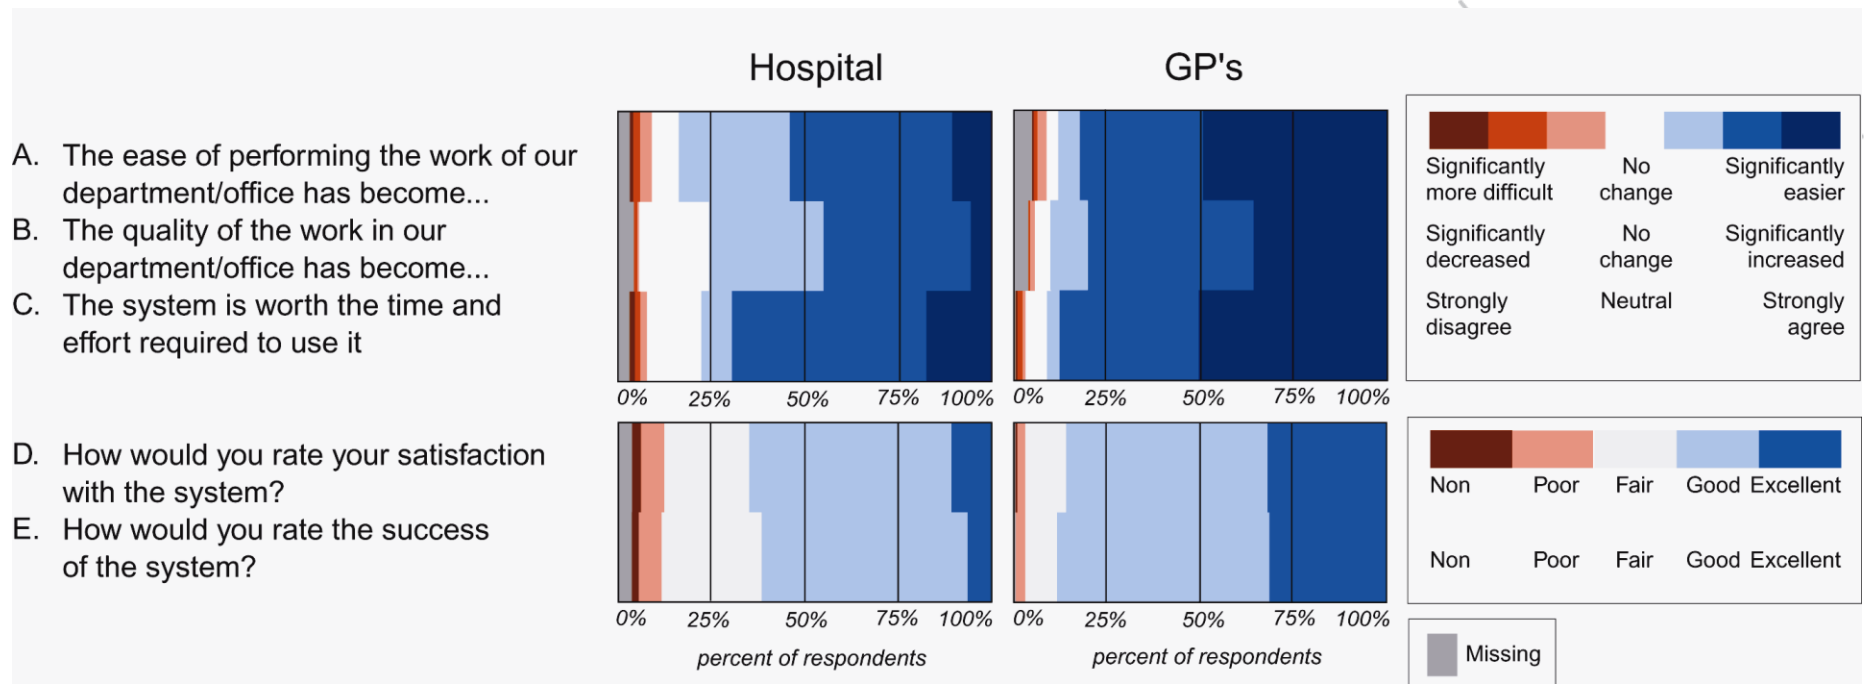 Hospital
GP's
A. The ease of performing the work of our
department/office has become...
B. The quality of the work in our
department/office has become...
C. The system is worth the time and
effort required to use it
0% 25% 50% 75% 100%
0% 25% 50% 75% 100%
Significantly
more difficult
No
change
Significantly
easier
Significantly
decreased
No
change
Significantly
increased
Strongly
disagree
Neutral
Strongly
agree
D. How would you rate your satisfaction
with the system?
E. How would you rate the success
of the system?
0% 25% 50% 75% 100%
percent of respondents
0% 25% 50% 75% 100%
percent of respondents
Non Poor Fair Good Excellent
Non Poor Fair Good Excellent
Missing